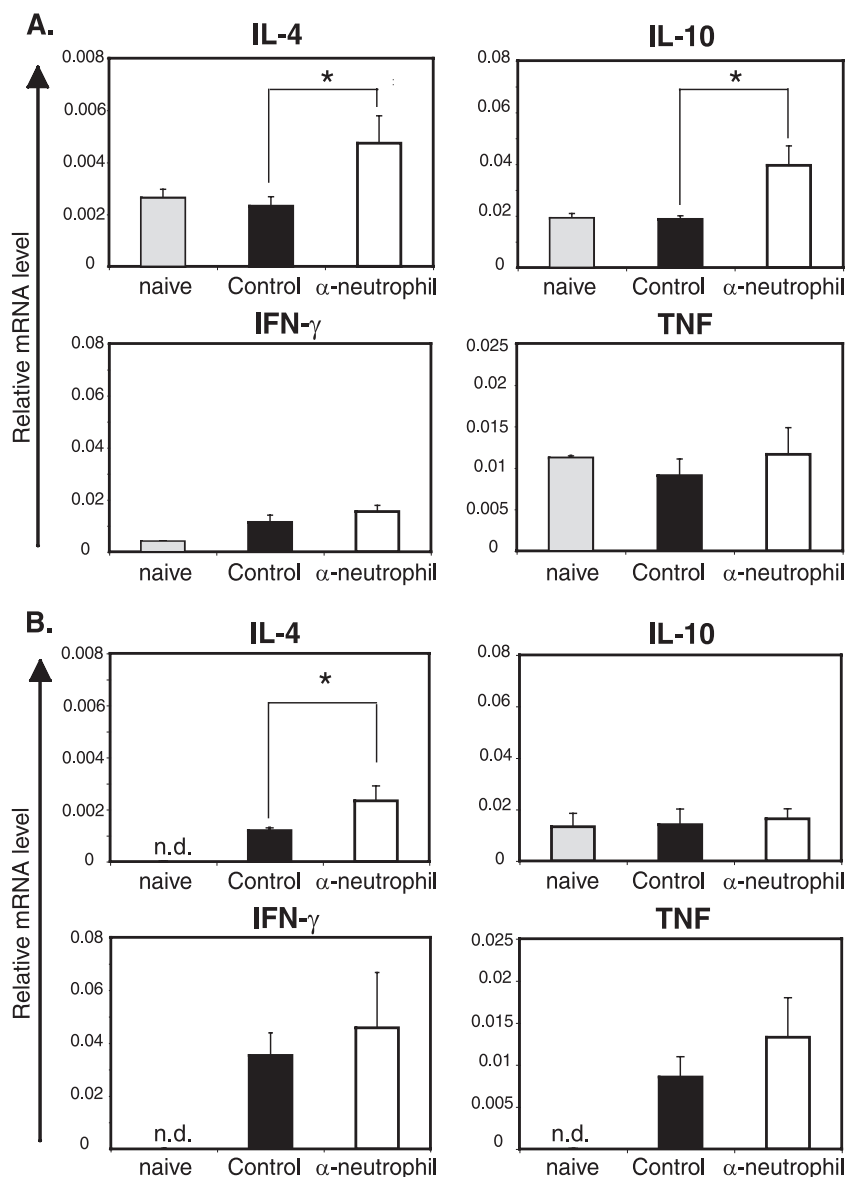 A.
IL-4
0.008
0.006
0.004
0.002
0
*
naive Control α-neutrophil
IL-10
0.08
0.06
0.04
0.02
0
*
naive Control α-neutrophil
Relative mRNA level
IFN-γ
0.08
0.06
0.04
0.02
0
naive Control α-neutrophil
TNF
0.025
0.02
0.015
0.01
0.005
0
naive Control α-neutrophil
B.
IL-4
0.008
0.006
0.004
0.002
0
n.d.
*
naive Control α-neutrophil
IL-10
0.08
0.06
0.04
0.02
0
naive Control α-neutrophil
Relative mRNA level
IFN-γ
0.08
0.06
0.04
0.02
0
n.d.
naive Control α-neutrophil
TNF
0.025
0.02
0.015
0.01
0.005
0
n.d.
naive Control α-neutrophil